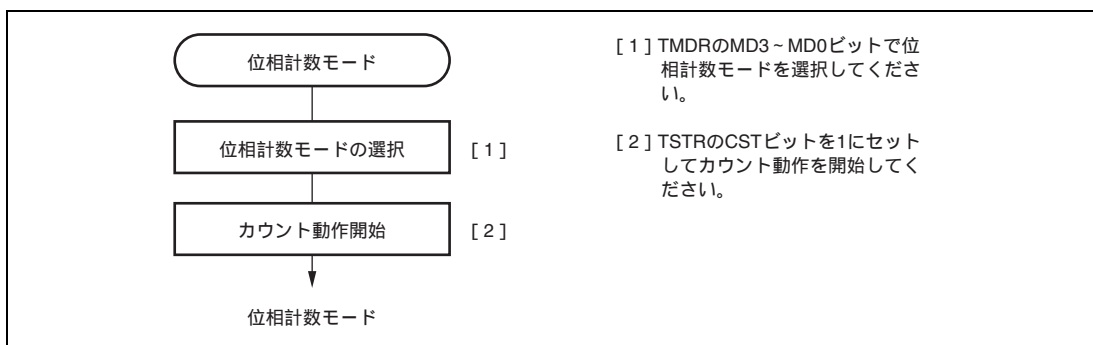 位相計数モード
位相計数モードの選択 [ 1 ]
カウント動作開始 [ 2 ]
位相計数モード
[ 1 ] TMDRのMD3~MD0ビットで位
相計数モードを選択してくださ
い。
[ 2 ] TSTRのCSTビットを1にセット
してカウント動作を開始してく
ださい。